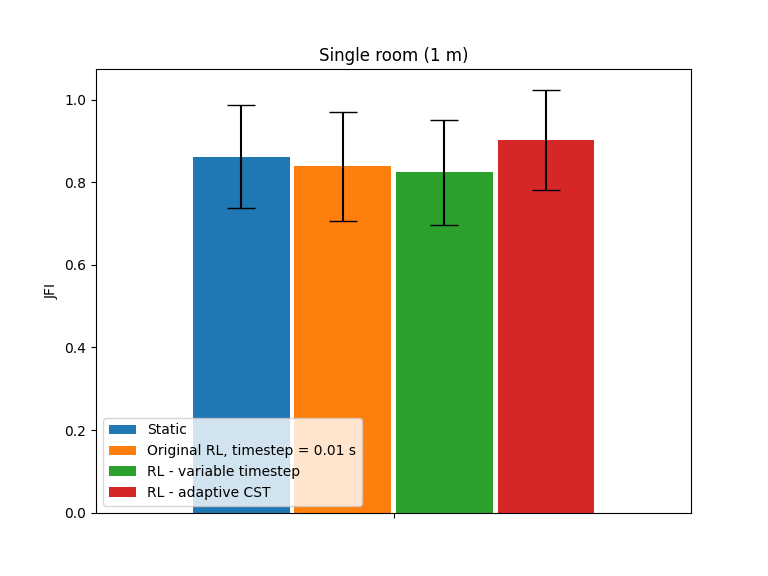 Single room (1 m)
JFI
1.0
0.8
0.6
0.4
0.2
0.0
Static
Original RL, timestep = 0.01 s
RL - variable timestep
RL - adaptive CST